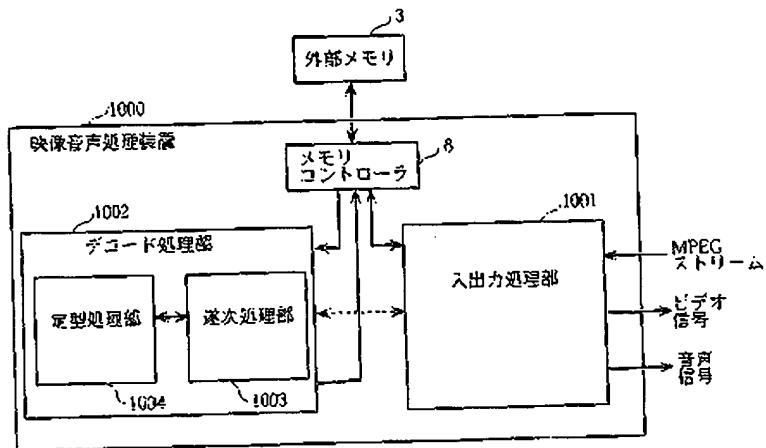 3
外部メモリ
1000
映像音声処理装置
メモリ
コントローラ
8
1002
デコード処理部
1001
入出力処理部
MPEG
ストリーム
定型処理部
逐次処理部
ビデオ
信号
音声
信号
1004
1003